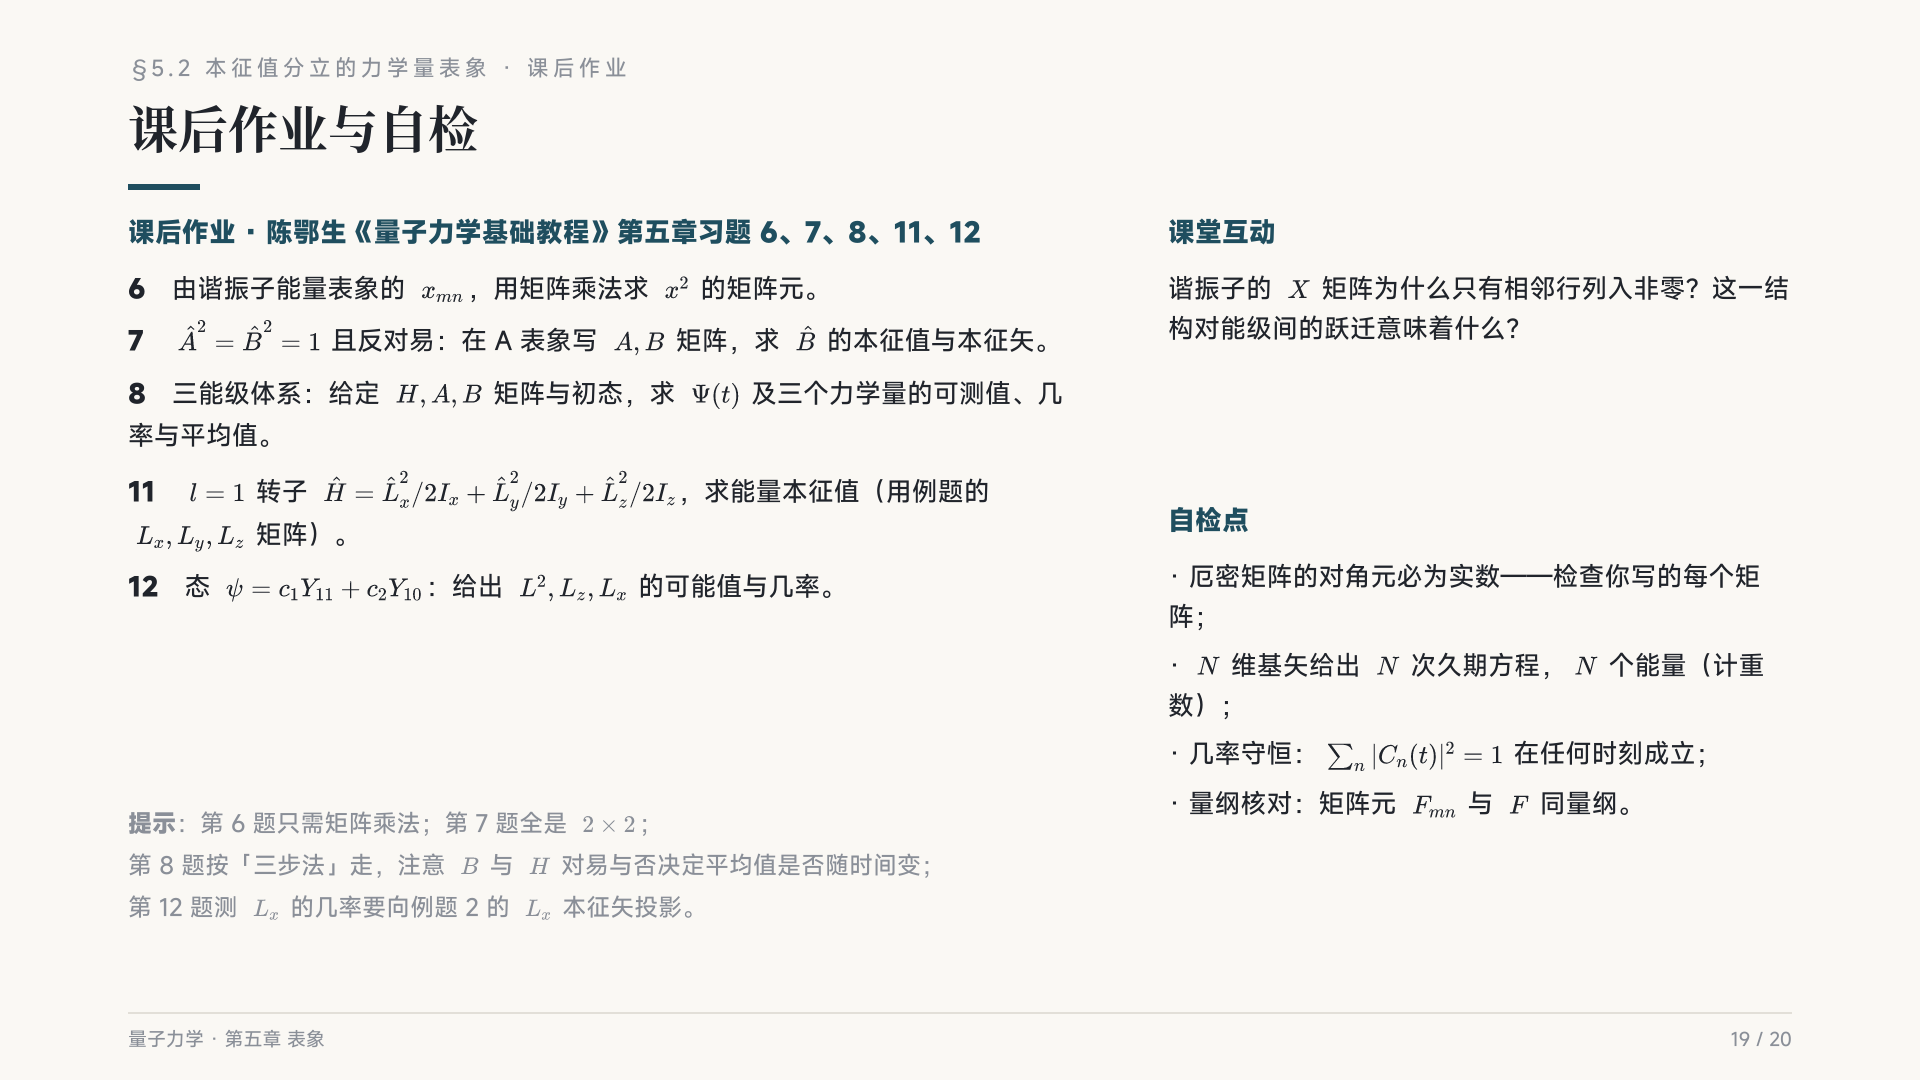 §5.2 本征值分立的力学量表象 · 课后作业
课后作业与自检
课后作业 · 陈鄂生《量子力学基础教程》第五章习题 6、7、8、11、12
6 由谐振子能量表象的 $x_{mn}$，用矩阵乘法求 $x^2$ 的矩阵元。
7 $\hat{A}^2 = \hat{B}^2 = 1$ 且反对易：在 A 表象写 $A, B$ 矩阵，求 $\hat{B}$ 的本征值与本征矢。
8 三能级体系：给定 $H, A, B$ 矩阵与初态，求 $\Psi(t)$ 及三个力学量的可测值、几
率与平均值。
11 $l = 1$ 转子 $\hat{H} = \hat{L}_x^2/2I_x + \hat{L}_y^2/2I_y + \hat{L}_z^2/2I_z$，求能量本征值（用例题的
$L_x, L_y, L_z$ 矩阵）。
12 态 $\psi = c_1Y_{11} + c_2Y_{10}$：给出 $L^2, L_z, L_x$ 的可能值与几率。
提示：第 6 题只需矩阵乘法；第 7 题全是 $2 \times 2$；
第 8 题按「三步法」走，注意 $B$ 与 $H$ 对易与否决定平均值是否随时间变；
第 12 题测 $L_x$ 的几率要向例题 2 的 $L_x$ 本征矢投影。
课堂互动
谐振子的 $X$ 矩阵为什么只有相邻行列入非零？这一结
构对能级间的跃迁意味着什么？
自检点
· 厄密矩阵的对角元必为实数——检查你写的每个矩
阵；
· $N$ 维基矢给出 $N$ 次久期方程，$N$ 个能量（计重
数）；
· 几率守恒：$\sum_n |C_n(t)|^2 = 1$ 在任何时刻成立；
· 量纲核对：矩阵元 $F_{mn}$ 与 $F$ 同量纲。
量子力学 · 第五章 表象
19 / 20